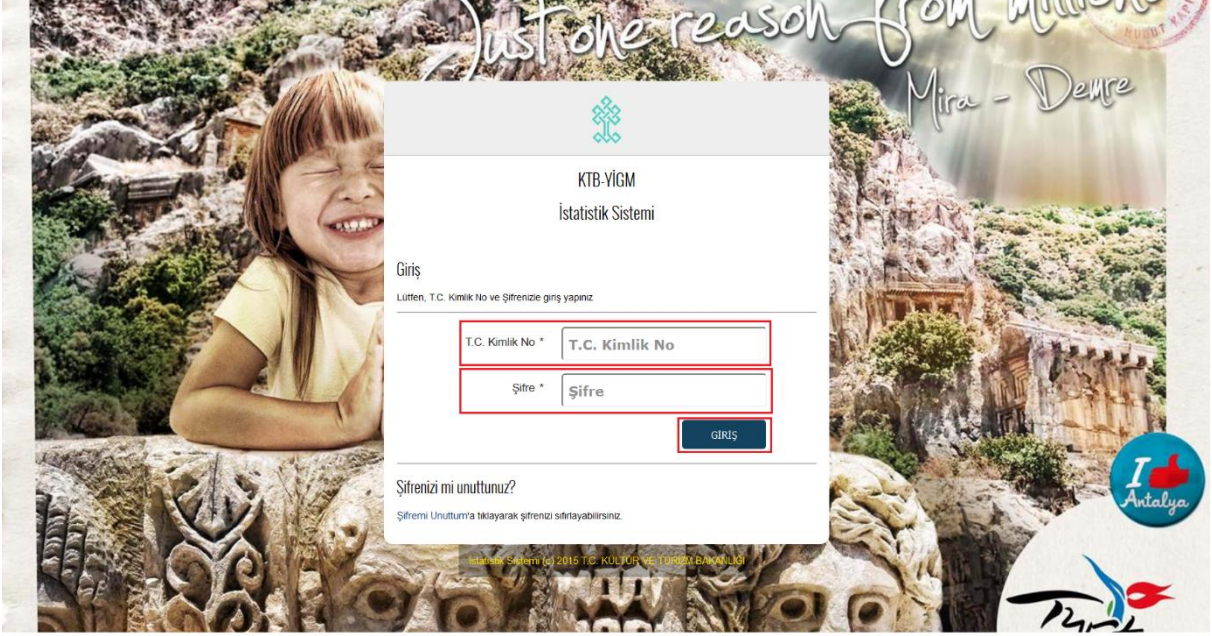 Just one reason from millions
HUDUT KAPI
Mira - Demre
KTB-YİGM
İstatistik Sistemi
Giriş
Lütfen, T.C. Kimlik No ve Şifrenizle giriş yapınız
T.C. Kimlik No *
T.C. Kimlik No
Şifre *
Şifre
GİRİŞ
Şifrenizi mi unuttunuz?
Şifremi Unuttum'a tıklayarak şifrenizi sıfırlayabilirsiniz.
İstatistik Sistemi (c) 2015 T.C. KÜLTÜR VE TURİZM BAKANLIĞI
I
Antalya